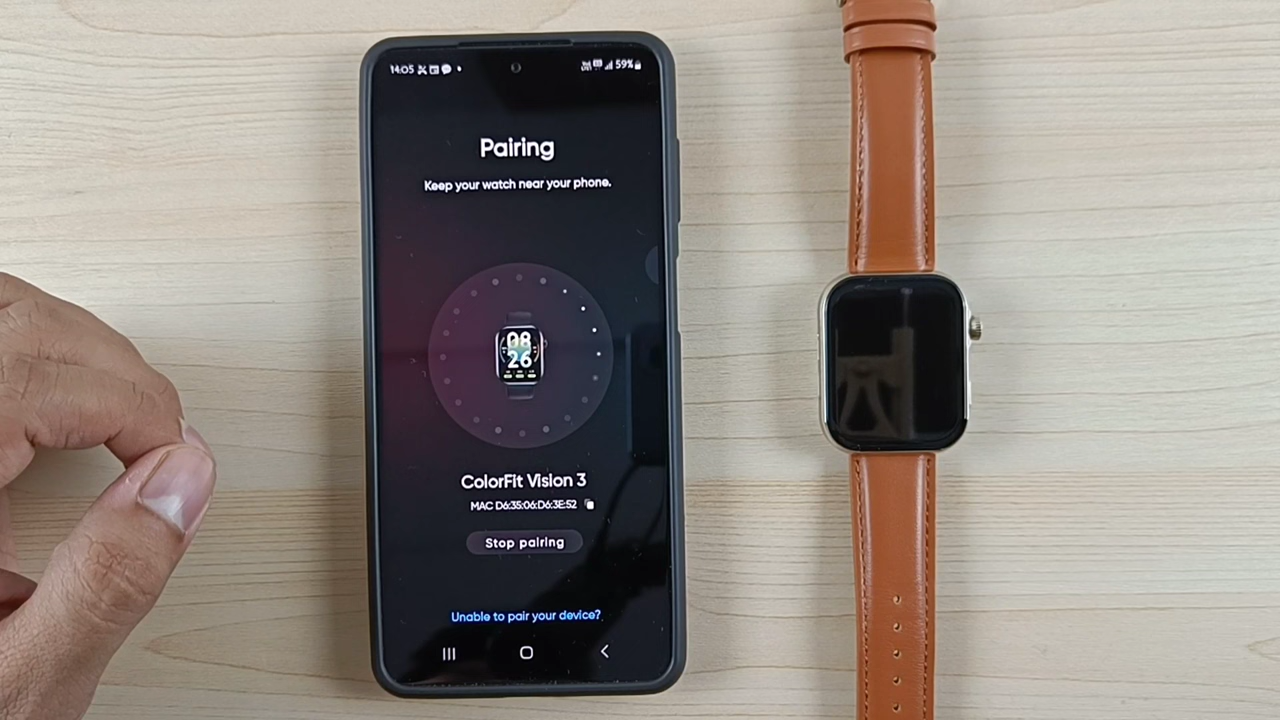 14:05 59%
Pairing
Keep your watch near your phone.
08
26
ColorFit Vision 3
MAC D6:35:06:D6:3E:52
Stop pairing
Unable to pair your device?